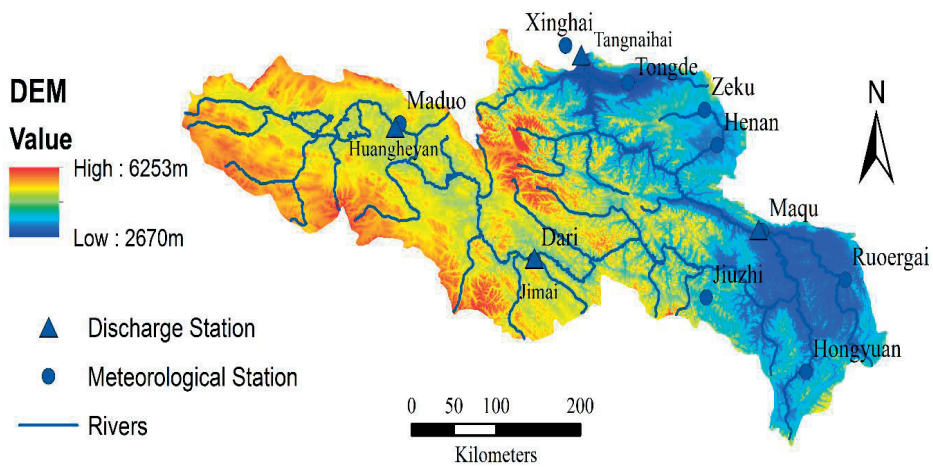 Xinghai
Tangnaihai
Tongde
Zeku
Henan
N
DEM
Value
High : 6253m
Low : 2670m
Maduo
Huangheyan
Maqu
Dari
Jimai
Jiuzhi
Ruoergai
Hongyuan
Discharge Station
Meteorological Station
Rivers
0 50 100 200
Kilometers